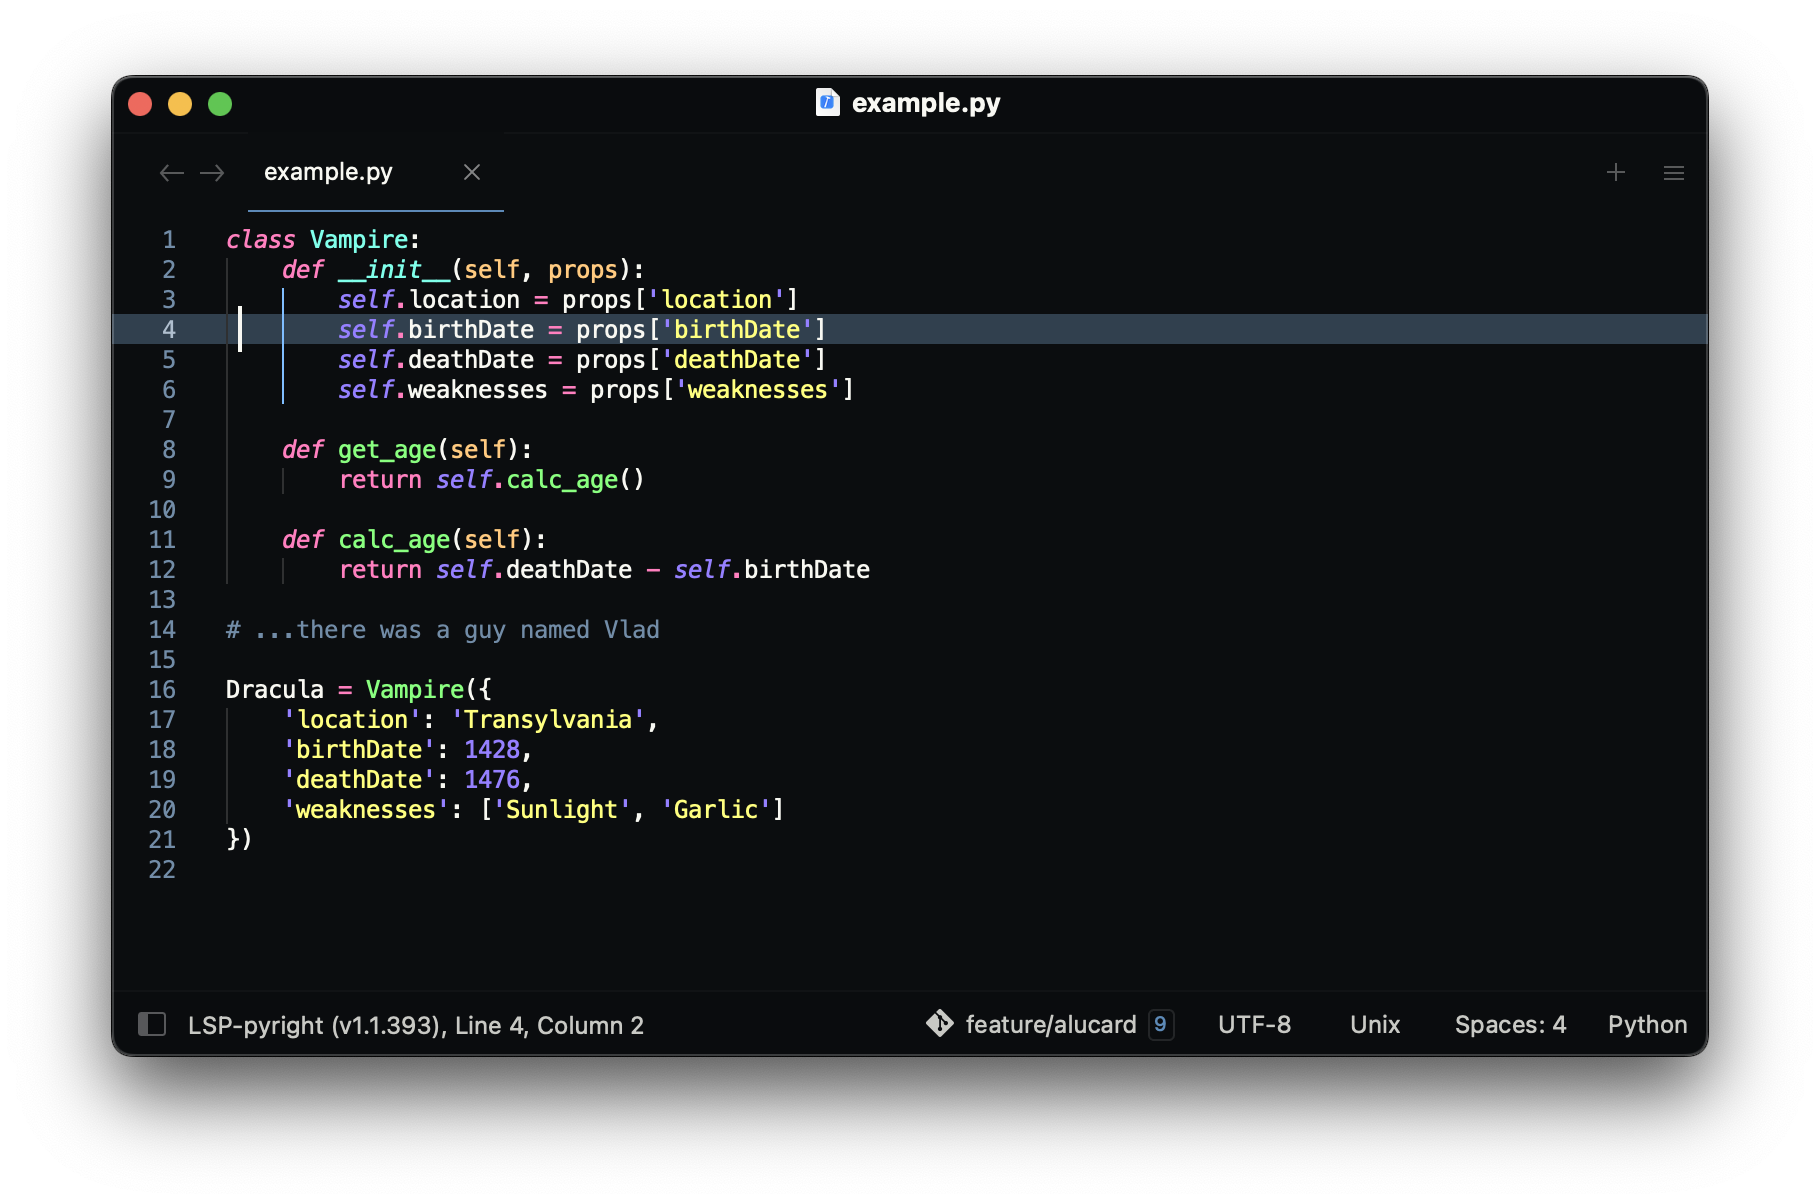 example.py
example.py
1 class Vampire:
2     def __init__(self, props):
3         self.location = props['location']
4         self.birthDate = props['birthDate']
5         self.deathDate = props['deathDate']
6         self.weaknesses = props['weaknesses']
7
8     def get_age(self):
9         return self.calc_age()
10
11     def calc_age(self):
12         return self.deathDate - self.birthDate
13
14 # ...there was a guy named Vlad
15
16 Dracula = Vampire({
17     'location': 'Transylvania',
18     'birthDate': 1428,
19     'deathDate': 1476,
20     'weaknesses': ['Sunlight', 'Garlic']
21 })
22
LSP-pyright (v1.1.393), Line 4, Column 2 feature/alucard 9 UTF-8 Unix Spaces: 4 Python